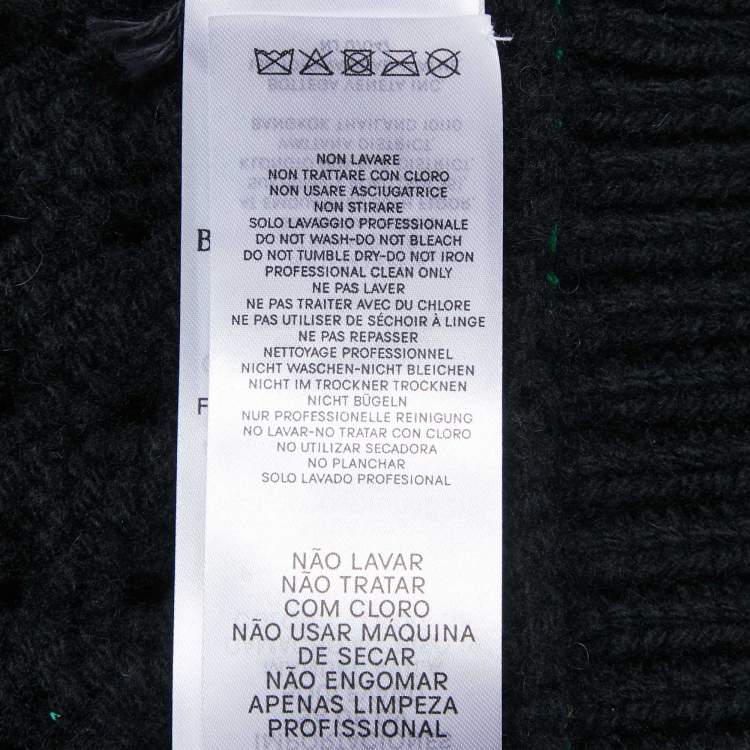 NON LAVARE
NON TRATTARE CON CLORO
NON USARE ASCIUGATRICE
NON STIRARE
SOLO LAVAGGIO PROFESSIONALE
DO NOT WASH-DO NOT BLEACH
DO NOT TUMBLE DRY-DO NOT IRON
PROFESSIONAL CLEAN ONLY
NE PAS LAVER
NE PAS TRAITER AVEC DU CHLORE
NE PAS UTILISER DE SÉCHOIR À LINGE
NE PAS REPASSER
NETTOYAGE PROFESSIONNEL
NICHT WASCHEN-NICHT BLEICHEN
NICHT IM TROCKNER TROCKNEN
NICHT BÜGELN
NUR PROFESSIONELLE REINIGUNG
NO LAVAR-NO TRATAR CON CLORO
NO UTILIZAR SECADORA
NO PLANCHAR
SOLO LAVADO PROFESIONAL
NÃO LAVAR
NÃO TRATAR
COM CLORO
NÃO USAR MÁQUINA
DE SECAR
NÃO ENGOMAR
APENAS LIMPEZA
PROFISSIONAL